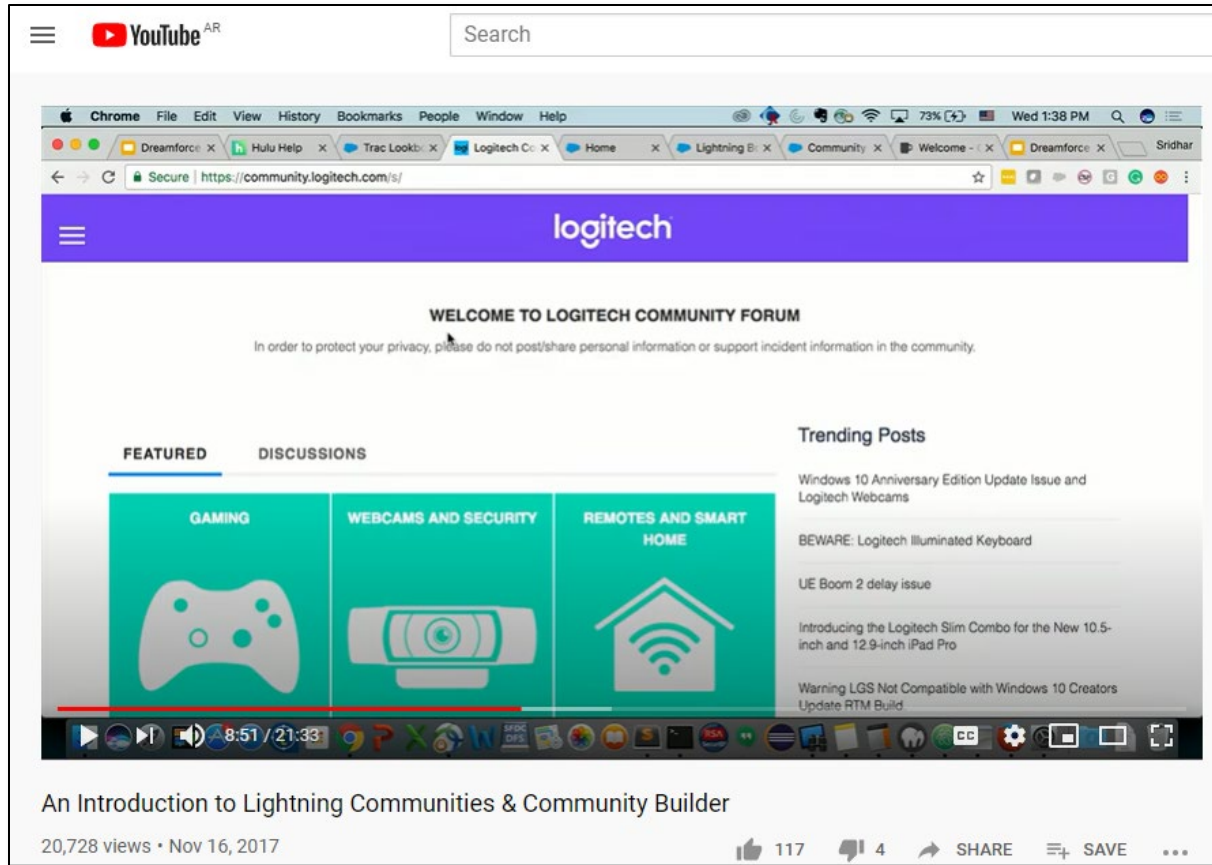 YouTube AR
Search
Chrome File Edit View History Bookmarks People Window Help 73% Wed 1:38 PM
Dreamforce Hulu Help Trac Lookb Logitech Co Home Lightning B Community Welcome - Dreamforce Sridhar
Secure | https://community.logitech.com/s/
logitech
WELCOME TO LOGITECH COMMUNITY FORUM
In order to protect your privacy, please do not post/share personal information or support incident information in the community.
FEATURED DISCUSSIONS
GAMING
WEBCAMS AND SECURITY
REMOTES AND SMART
HOME
Trending Posts
Windows 10 Anniversary Edition Update Issue and
Logitech Webcams
BEWARE: Logitech Illuminated Keyboard
UE Boom 2 delay issue
Introducing the Logitech Slim Combo for the New 10.5-
inch and 12.9-inch iPad Pro
Warning LGS Not Compatible with Windows 10 Creators
Update RTM Build
8:51 / 21:33 CC
An Introduction to Lightning Communities & Community Builder
20,728 views • Nov 16, 2017 117 4 SHARE SAVE